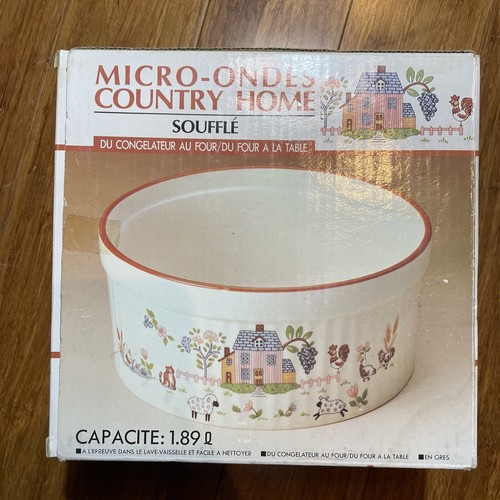 MICRO-ONDES
COUNTRY HOME
SOUFFLÉ
DU CONGELATEUR AU FOUR/DU FOUR A LA TABLE
CAPACITE: 1.89 ℓ
■ A L'EPREUVE DANS LE LAVE-VAISSELLE ET FACILE A NETTOYER ■ DU CONGELATEUR AU FOUR/DU FOUR A LA TABLE ■ EN GRES